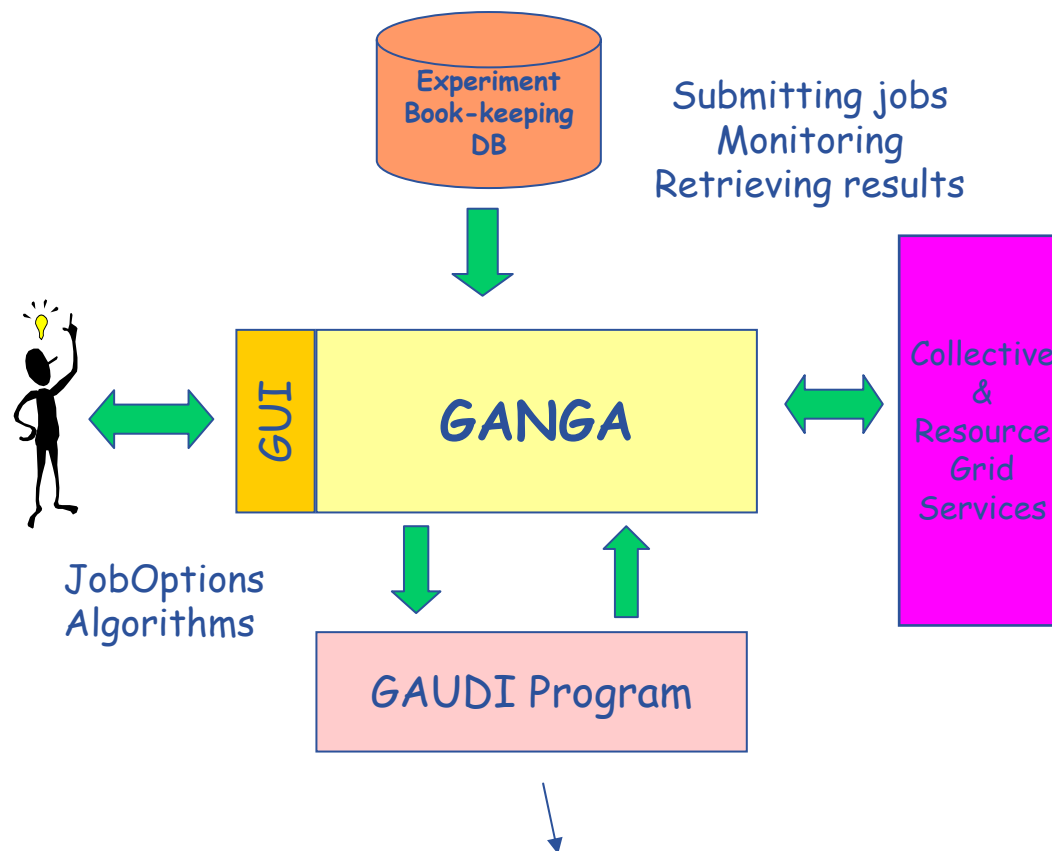 Experiment
Book-keeping
DB
Submitting jobs
Monitoring
Retrieving results
GUI
GANGA
Collective
&
Resource
Grid
Services
JobOptions
Algorithms
GAUDI Program